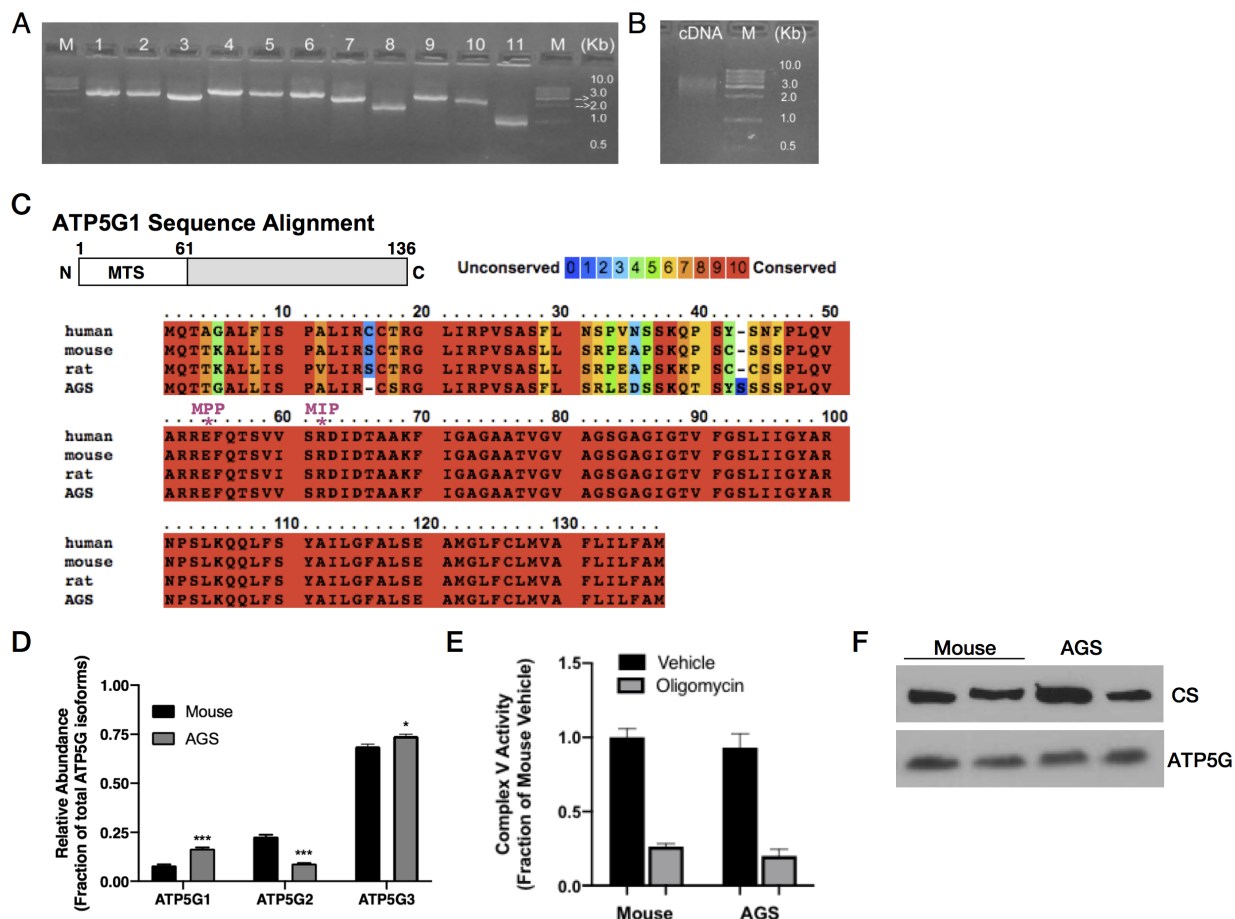 A
M 1 2 3 4 5 6 7 8 9 10 11 M (Kb)
10.0
3.0
-->
-->2.0
1.0
0.5
B
cDNA M (Kb)
10.0
3.0
2.0
1.0
0.5
C
ATP5G1 Sequence Alignment
1 61 136
N MTS C
Unconserved 0 1 2 3 4 5 6 7 8 9 10 Conserved
. . . . . . . . . 10 . . . . . . . . . 20 . . . . . . . . . 30 . . . . . . . . . 40 . . . . . . . . . 50
human MQTAGALFIS PALIRCCTRG LIRPVSASFL NSPVNSSKQP SY-SNFPLQV
mouse MQTTKALLIS PALIRSCTRG LIRPVSASLL SRPEAPSKQP SC-SSSPLQV
rat MQTTKALLIS PVLIRSCTRG LIRPVSASLL SRPEAPSKKP SC-CSSPLQV
AGS MQTTGALLIS PALIR-CSRG LIRPVSASFL SRLEDSSKQT SYSSSSPLQV
MPP MIP
. . . * . . . . . 60 . . * . . . . . . 70 . . . . . . . . . 80 . . . . . . . . . 90 . . . . . . . . . 100
human ARREFQTSVV SRDIDTAAKF IGAGAATVGV AGSGAGIGTV FGSLIIGYAR
mouse ARREFQTSVI SRDIDTAAKF IGAGAATVGV AGSGAGIGTV FGSLIIGYAR
rat ARREFQTSVI SRDIDTAAKF IGAGAATVGV AGSGAGIGTV FGSLIIGYAR
AGS ARREFQTSVV SRDIDTAAKF IGAGAATVGV AGSGAGIGTV FGSLIIGYAR
. . . . . . . . . 110 . . . . . . . . . 120 . . . . . . . . . 130 . . . . . .
human NPSLKQQLFS YAILGFALSE AMGLFCLMVA FLILFAM
mouse NPSLKQQLFS YAILGFALSE AMGLFCLMVA FLILFAM
rat NPSLKQQLFS YAILGFALSE AMGLFCLMVA FLILFAM
AGS NPSLKQQLFS YAILGFALSE AMGLFCLMVA FLILFAM
D
Relative Abundance
(Fraction of total ATP5G isoforms)
1.00
0.75
0.50
0.25
0.00
Mouse
AGS
***
***
*
ATP5G1 ATP5G2 ATP5G3
E
Complex V Activity
(Fraction of Mouse Vehicle)
1.5
1.0
0.5
0.0
Vehicle
Oligomycin
Mouse AGS
F
Mouse AGS
CS
ATP5G